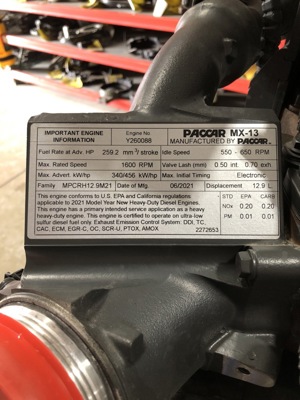 IMPORTANT ENGINE INFORMATION
Engine No
Y260088
PACCAR MX-13
MANUFACTURED BY PACCAR
Fuel Rate at Adv. HP 259.2 mm³/stroke
Idle Speed 550 - 650 RPM
Max. Rated Speed 1600 RPM
Valve Lash (mm) 0.50 int. 0.70 exh
Max. Advert. kW/hp 340/456 kW/hp
Max. Initial Timing Electronic
Family MPCRH12.9M21 06/2021
Displacement 12.9 L
This engine conforms to U.S. EPA and California regulations
applicable to 2021 Model Year New Heavy-Duty Diesel Engines.
This engine has a primary intended service application as a heavy
heavy-duty engine. This engine is certified to operate on ultra-low
sulfur diesel fuel only. Exhaust Emission Control System: DDI, TC,
CAC, ECM, EGR-C, OC, SCR-U, PTOX, AMOX
2272653
STD EPA CARB
NOx 0.20 0.20
PM 0.01 0.01